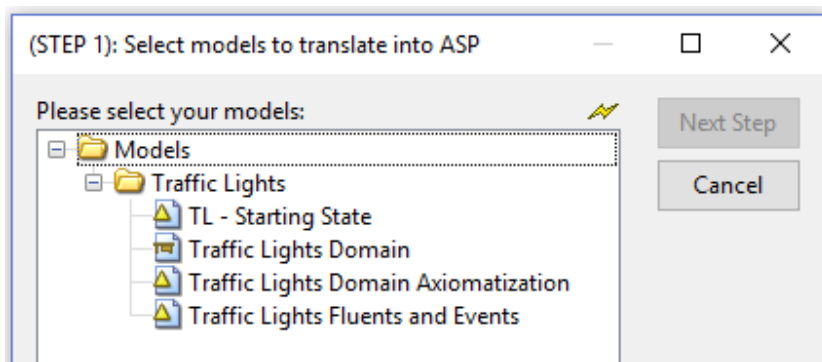 (STEP 1): Select models to translate into ASP
Please select your models:
Next Step
Models
Cancel
Traffic Lights
TL - Starting State
Traffic Lights Domain
Traffic Lights Domain Axiomatization
Traffic Lights Fluents and Events